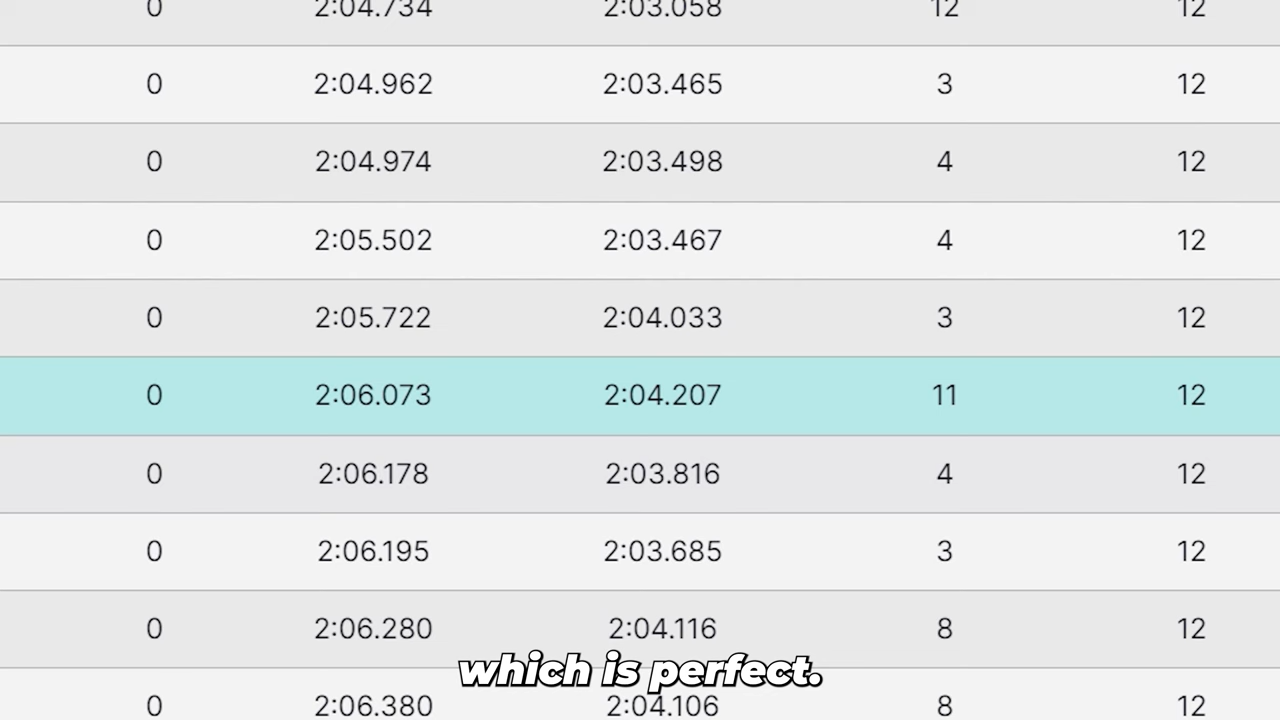 0 2:04.734 2:03.058 12 12
0 2:04.962 2:03.465 3 12
0 2:04.974 2:03.498 4 12
0 2:05.502 2:03.467 4 12
0 2:05.722 2:04.033 3 12
0 2:06.073 2:04.207 11 12
0 2:06.178 2:03.816 4 12
0 2:06.195 2:03.685 3 12
0 2:06.280 2:04.116 8 12
which is perfect.
0 2:06.380 2:04.106 8 12